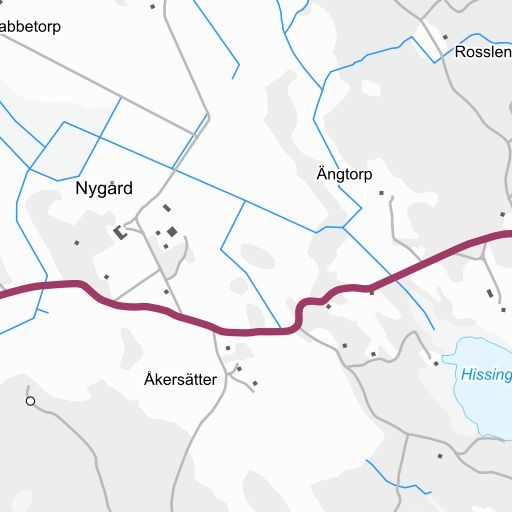 abbetorp
Rosslen
Ängtorp
Nygård
Åkersätter
Hissing